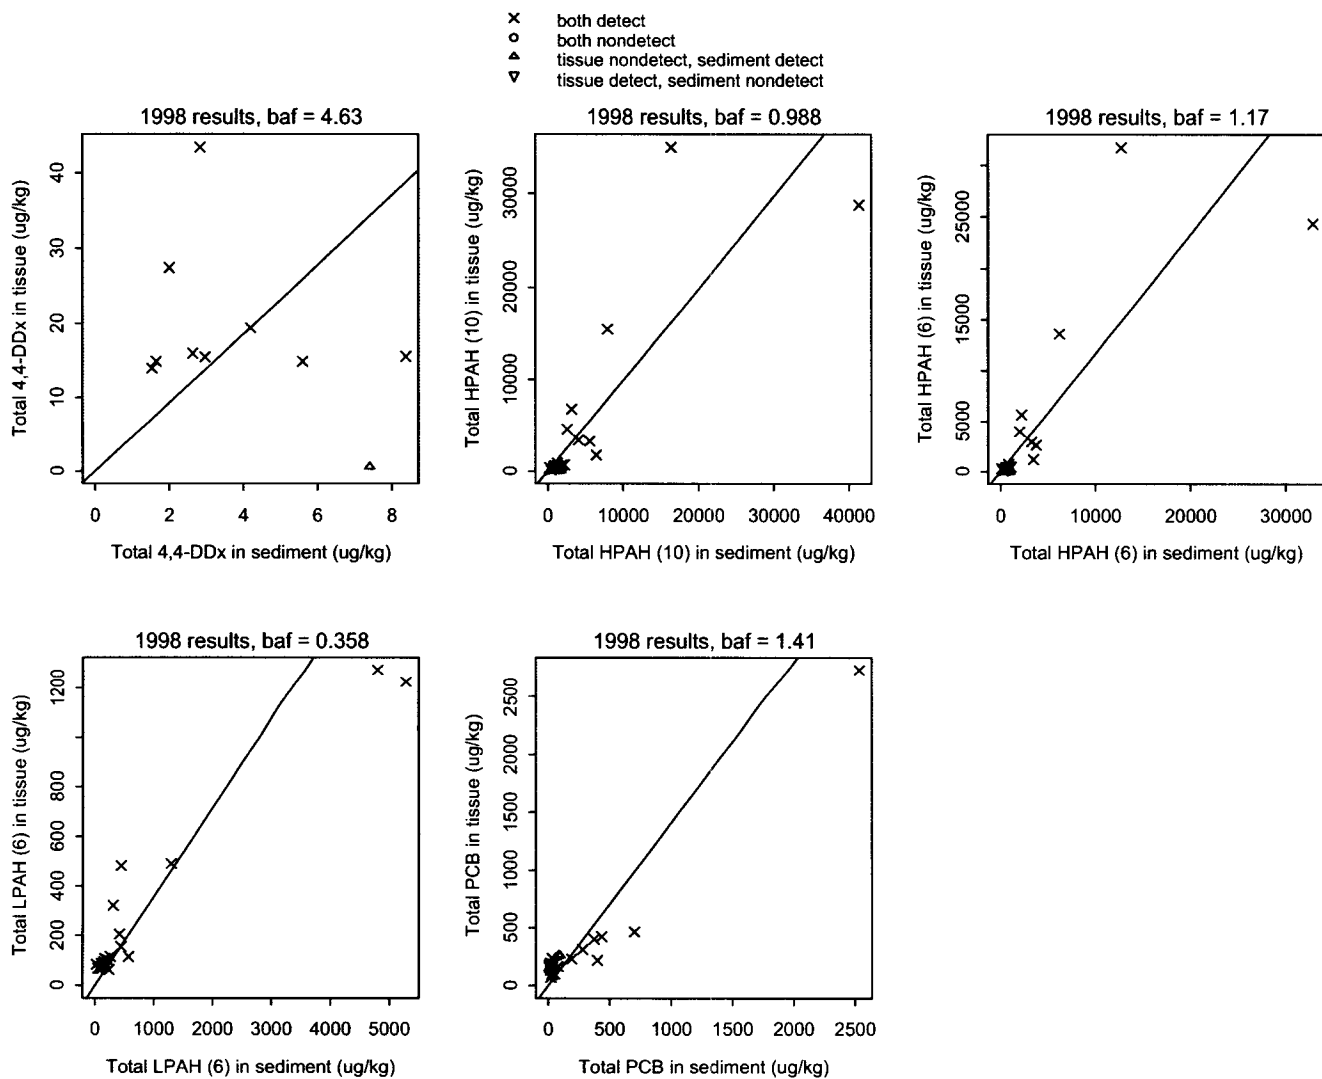 both detect
both nondetect
tissue nondetect, sediment detect
tissue detect, sediment nondetect
1998 results, baf = 4.63
Total 4,4-DDx in tissue (ug/kg)
0 10 20 30 40
0 2 4 6 8
Total 4,4-DDx in sediment (ug/kg)
1998 results, baf = 0.988
Total HPAH (10) in tissue (ug/kg)
0 10000 20000 30000
0 10000 20000 30000 40000
Total HPAH (10) in sediment (ug/kg)
1998 results, baf = 1.17
Total HPAH (6) in tissue (ug/kg)
0 5000 15000 25000
0 10000 20000 30000
Total HPAH (6) in sediment (ug/kg)
1998 results, baf = 0.358
Total LPAH (6) in tissue (ug/kg)
0 200 400 600 800 1200
0 1000 2000 3000 4000 5000
Total LPAH (6) in sediment (ug/kg)
1998 results, baf = 1.41
Total PCB in tissue (ug/kg)
0 500 1000 1500 2000 2500
0 500 1000 1500 2000 2500
Total PCB in sediment (ug/kg)